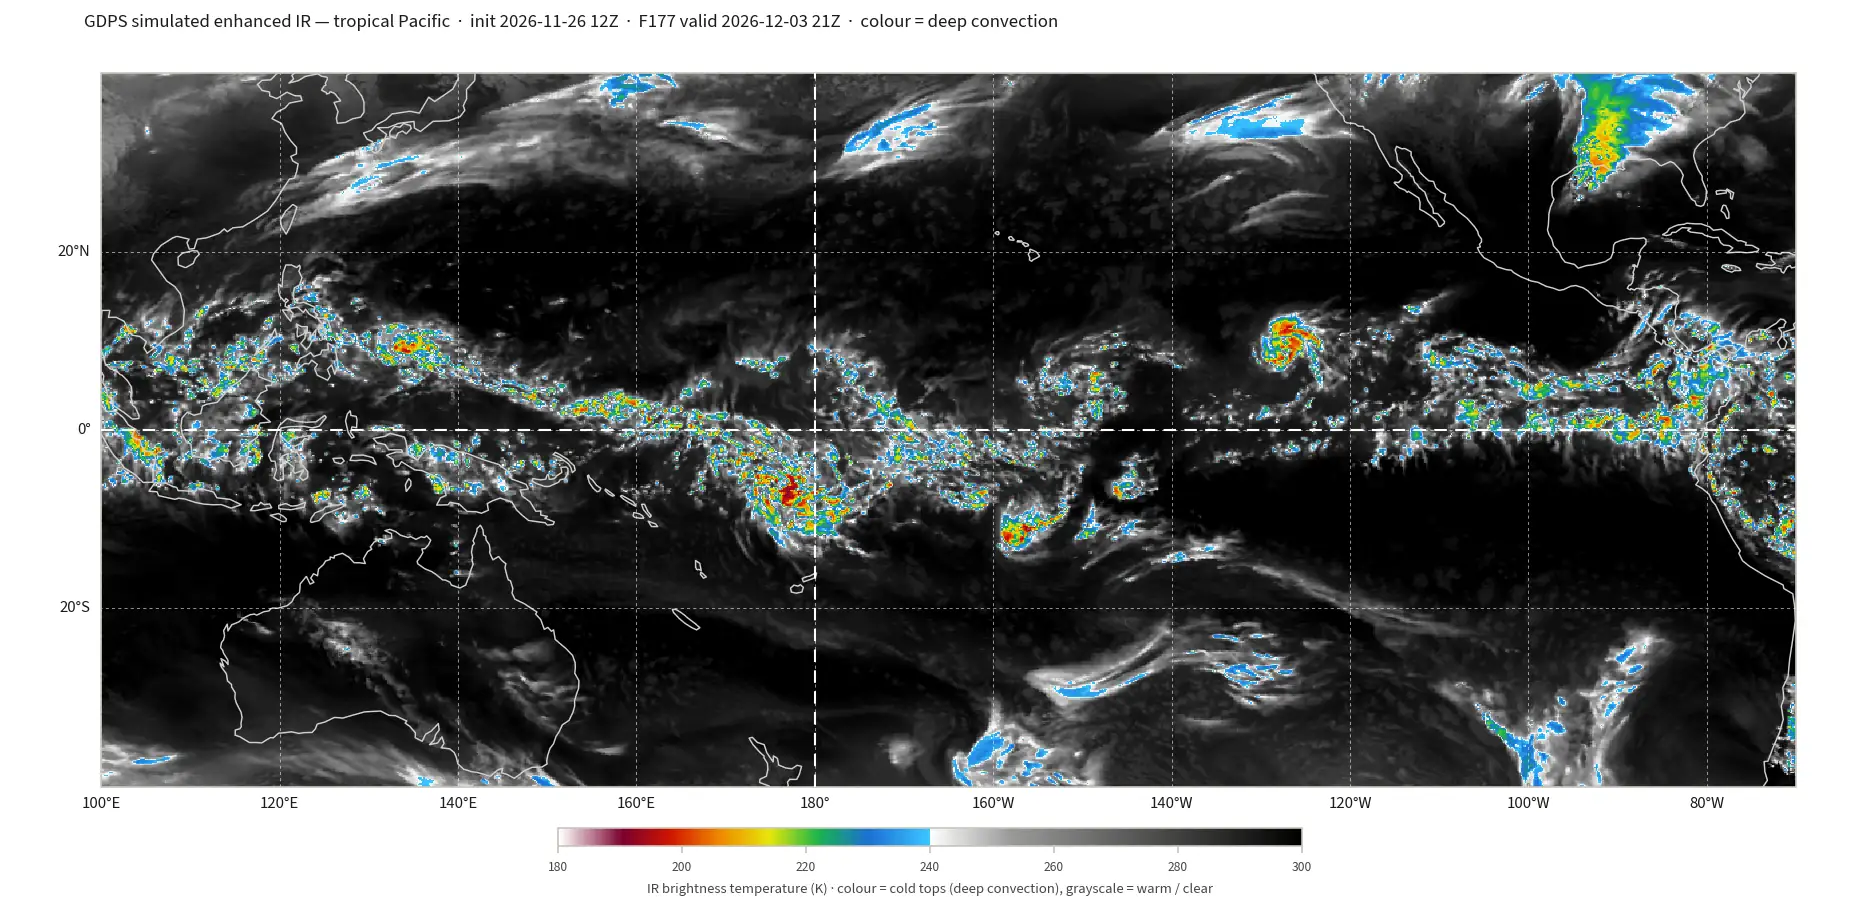 GDPS simulated enhanced IR — tropical Pacific · init 2026-11-26 12Z · F177 valid 2026-12-03 21Z · colour = deep convection
20°N
0°
20°S
100°E 120°E 140°E 160°E 180° 160°W 140°W 120°W 100°W 80°W
180 200 220 240 260 280 300
IR brightness temperature (K) · colour = cold tops (deep convection), grayscale = warm / clear